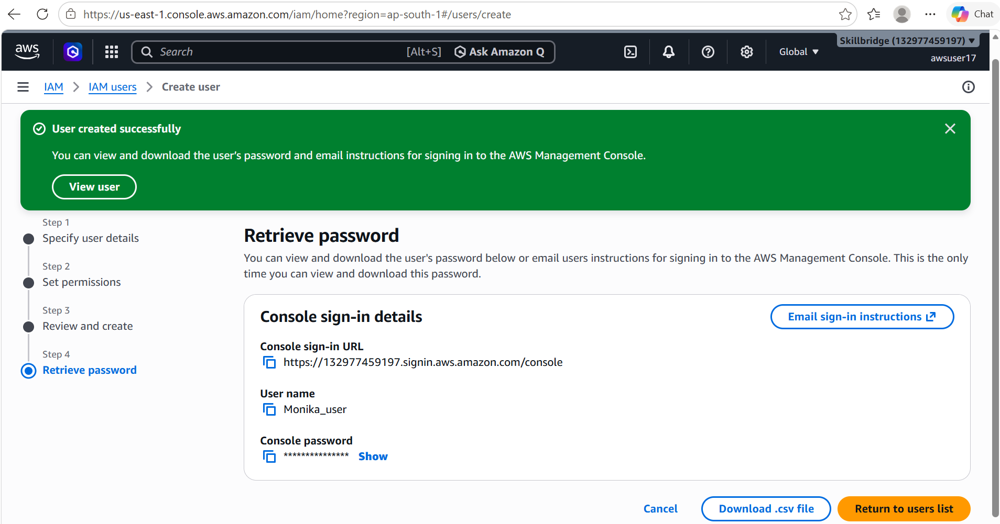 https://us-east-1.console.aws.amazon.com/iam/home?region=ap-south-1#/users/create
Chat
aws
Search
[Alt+S]
Ask Amazon Q
Global
Skillbridge (132977459197)
awsuser17
IAM
IAM users
Create user
User created successfully
You can view and download the user's password and email instructions for signing in to the AWS Management Console.
View user
Step 1
Specify user details
Step 2
Set permissions
Step 3
Review and create
Step 4
Retrieve password
Retrieve password
You can view and download the user's password below or email users instructions for signing in to the AWS Management Console. This is the only
time you can view and download this password.
Console sign-in details
Email sign-in instructions
Console sign-in URL
https://132977459197.signin.aws.amazon.com/console
User name
Monika_user
Console password
*************** Show
Cancel
Download .csv file
Return to users list